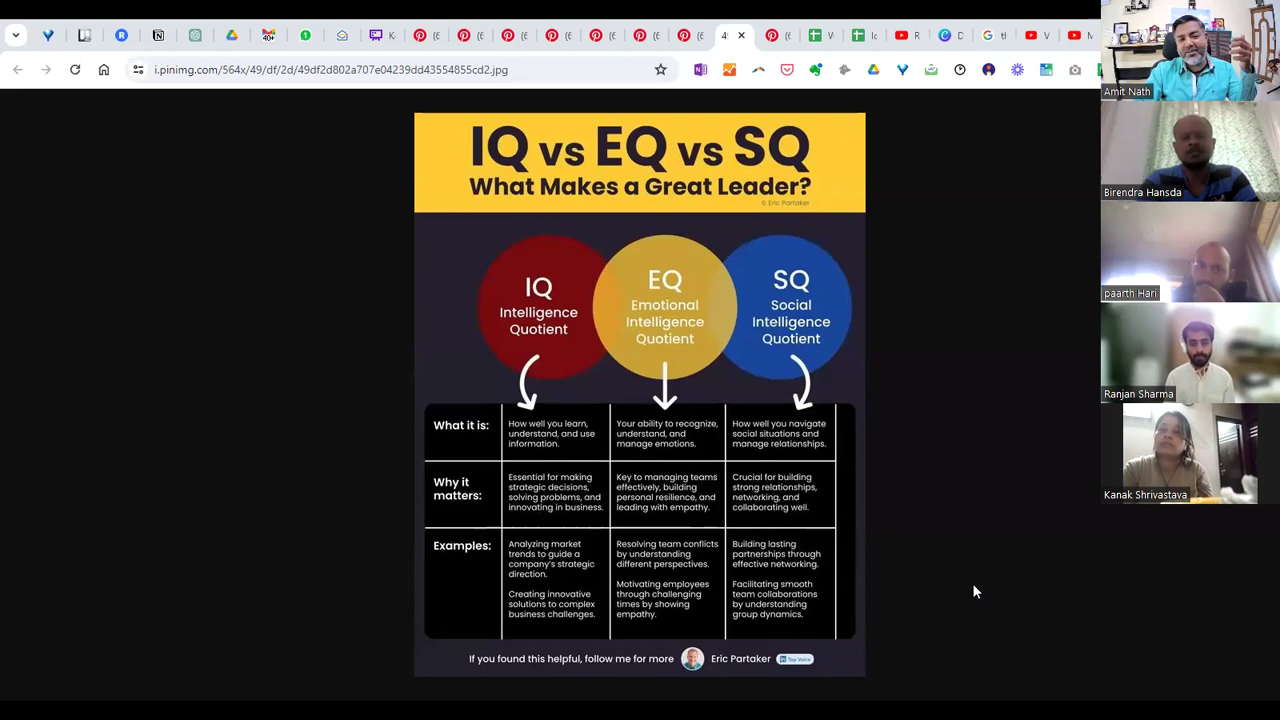 i.pinimg.com/564x/49/df/2d/49df2d802a707e04239dd43bf4855cd2.jpg
IQ vs EQ vs SQ
What Makes a Great Leader?
© Eric Partaker
IQ
Intelligence
Quotient
EQ
Emotional
Intelligence
Quotient
SQ
Social
Intelligence
Quotient
What it is:
How well you learn,
understand, and use
information.
Your ability to recognize,
understand, and
manage emotions.
How well you navigate
social situations and
manage relationships.
Why it
matters:
Essential for making
strategic decisions,
solving problems, and
innovating in business.
Key to managing teams
effectively, building
personal resilience, and
leading with empathy.
Crucial for building
strong relationships,
networking, and
collaborating well.
Examples:
Analyzing market
trends to guide a
company's strategic
direction.
Creating innovative
solutions to complex
business challenges.
Resolving team conflicts
by understanding
different perspectives.
Motivating employees
through challenging
times by showing
empathy.
Building lasting
partnerships through
effective networking.
Facilitating smooth
team collaborations
by understanding
group dynamics.
If you found this helpful, follow me for more
Eric Partaker
in Top Voice
Amit Nath
Birendra Hansda
paarth Hari
Ranjan Sharma
Kanak Shrivastava